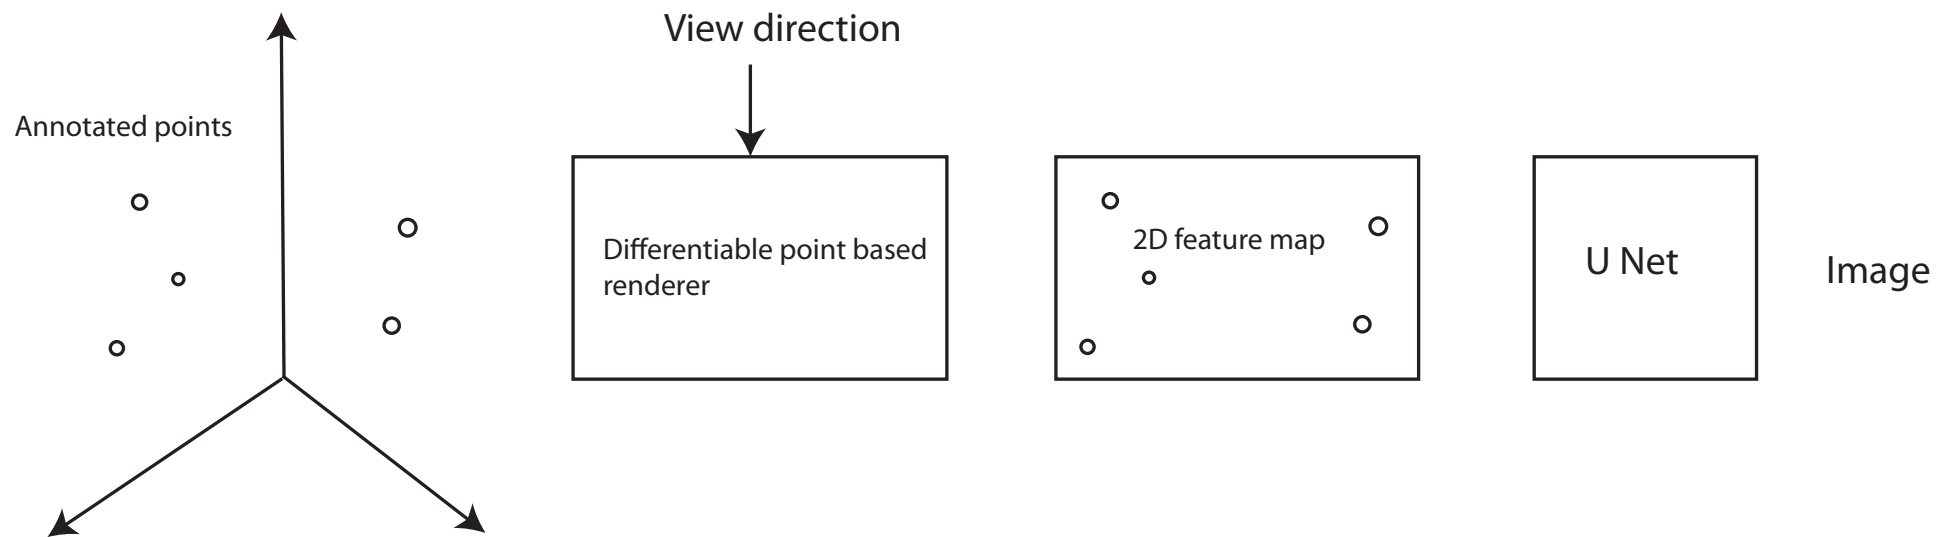 View direction
Annotated points
Differentiable point based
renderer
2D feature map
U Net
Image